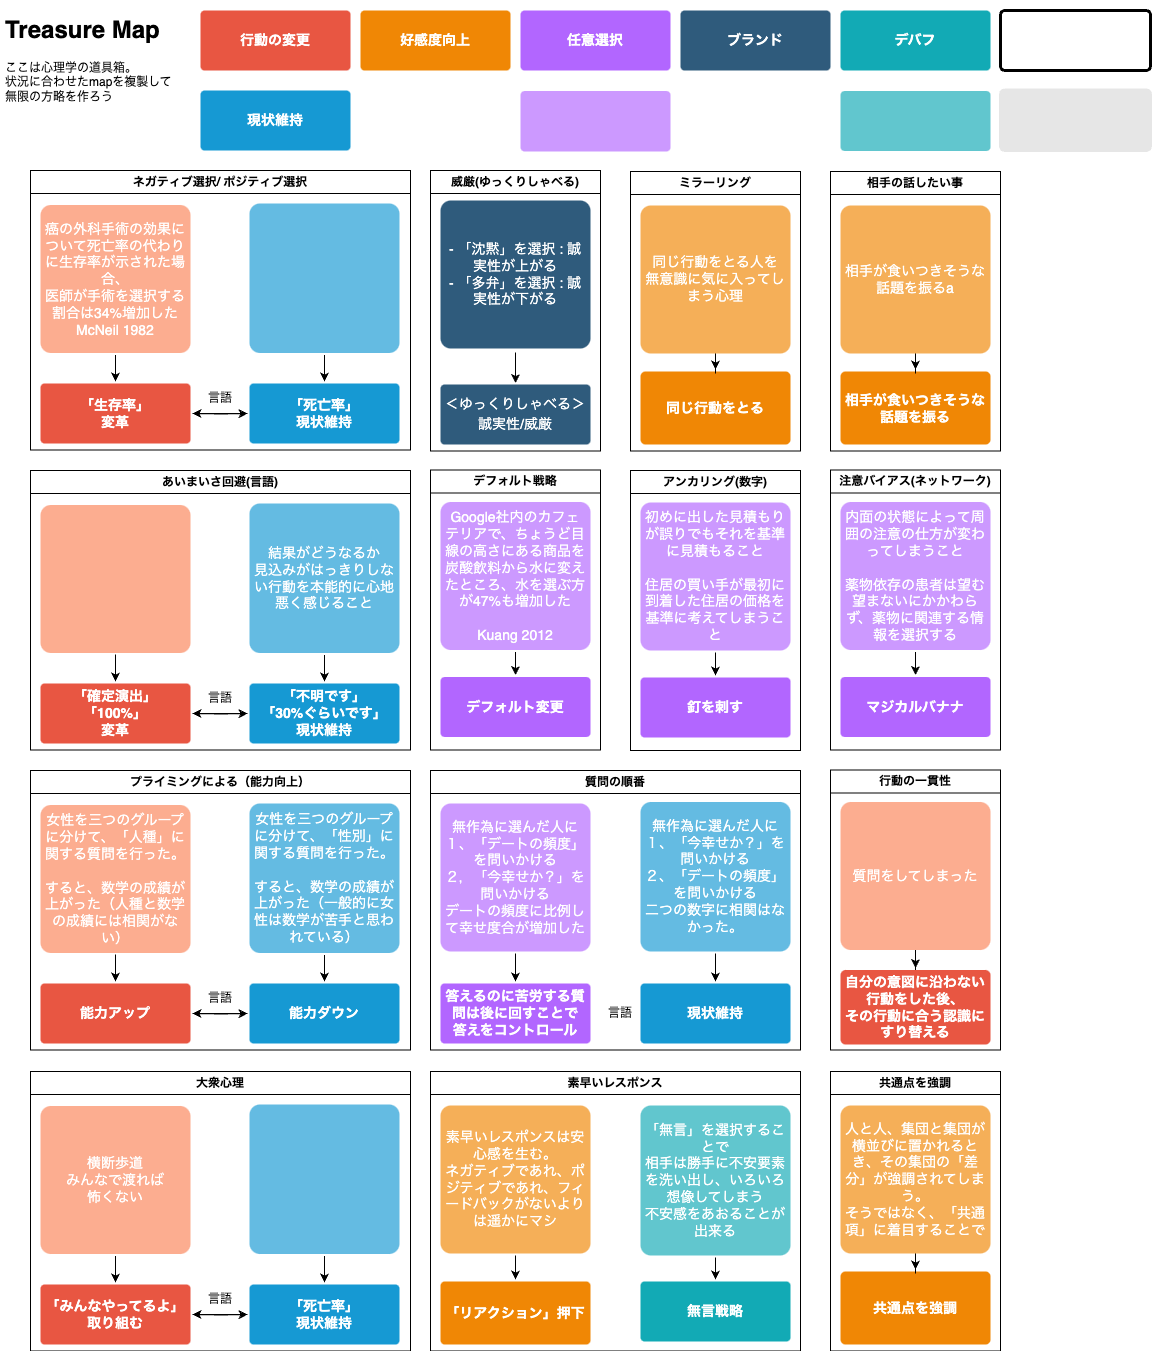 Treasure Map
ここは心理学の道具箱。
状況に合わせたmapを複製して
無限の方略を作ろう
行動の変更
好感度向上
任意選択
ブランド
デバフ
現状維持
ネガティブ選択/ ポジティブ選択
癌の外科手術の効果に
ついて死亡率の代わり
に生存率が示された場
合、
医師が手術を選択する
割合は34%増加した
McNeil 1982
「生存率」
変革
言語
「死亡率」
現状維持
威厳(ゆっくりしゃべる)
- 「沈黙」を選択 : 誠
実性が上がる
- 「多弁」を選択 : 誠
実性が下がる
＜ゆっくりしゃべる＞
誠実性/威厳
ミラーリング
同じ行動をとる人を
無意識に気に入ってし
まう心理
同じ行動をとる
相手の話したい事
相手が食いつきそうな
話題を振るa
相手が食いつきそうな
話題を振る
あいまいさ回避(言語)
結果がどうなるか
見込みがはっきりしな
い行動を本能的に心地
悪く感じること
「確定演出」
「100%」
変革
言語
「不明です」
「30%ぐらいです」
現状維持
デフォルト戦略
Google社内のカフェ
テリアで、ちょうど目
線の高さにある商品を
炭酸飲料から水に変え
たところ、水を選ぶ方
が47%も増加した
Kuang 2012
デフォルト変更
アンカリング(数字)
初めに出した見積もり
が誤りでもそれを基準
に見積もること
住居の買い手が最初に
到着した住居の価格を
基準に考えてしまうこ
と
釘を刺す
注意バイアス(ネットワーク)
内面の状態によって周
囲の注意の仕方が変わ
ってしまうこと
薬物依存の患者は望む
望まないにかかわら
ず、薬物に関連する情
報を選択する
マジカルバナナ
プライミングによる（能力向上）
女性を三つのグループ
に分けて、「人種」に
関する質問を行った。
すると、数学の成績が
上がった（人種と数学
の成績には相関がな
い）
能力アップ
言語
女性を三つのグループ
に分けて、「性別」に
関する質問を行った。
すると、数学の成績が
上がった（一般的に女
性は数学が苦手と思わ
れている）
能力ダウン
質問の順番
無作為に選んだ人に
１、「デートの頻度」
を問いかける
２，「今幸せか？」を
問いかける
デートの頻度に比例し
て幸せ度合が増加した
答えるのに苦労する質
問は後に回すことで
答えをコントロール
言語
無作為に選んだ人に
１、「今幸せか？」を
問いかける
２、「デートの頻度」
を問いかける
二つの数字に相関はな
かった。
現状維持
行動の一貫性
質問をしてしまった
自分の意図に沿わない
行動をした後、
その行動に合う認識に
すり替える
大衆心理
横断歩道
みんなで渡れば
怖くない
「みんなやってるよ」
取り組む
言語
「死亡率」
現状維持
素早いレスポンス
素早いレスポンスは安
心感を生む。
ネガティブであれ、ポ
ジティブであれ、フィ
ードバックがないより
は遥かにマシ
「リアクション」押下
「無言」を選択するこ
とで
相手は勝手に不安要素
を洗い出し、いろいろ
想像してしまう
不安感をあおることが
出来る
無言戦略
共通点を強調
人と人、集団と集団が
横並びに置かれると
き、その集団の「差
分」が強調されてしま
う。
そうではなく、「共通
項」に着目することで
共通点を強調